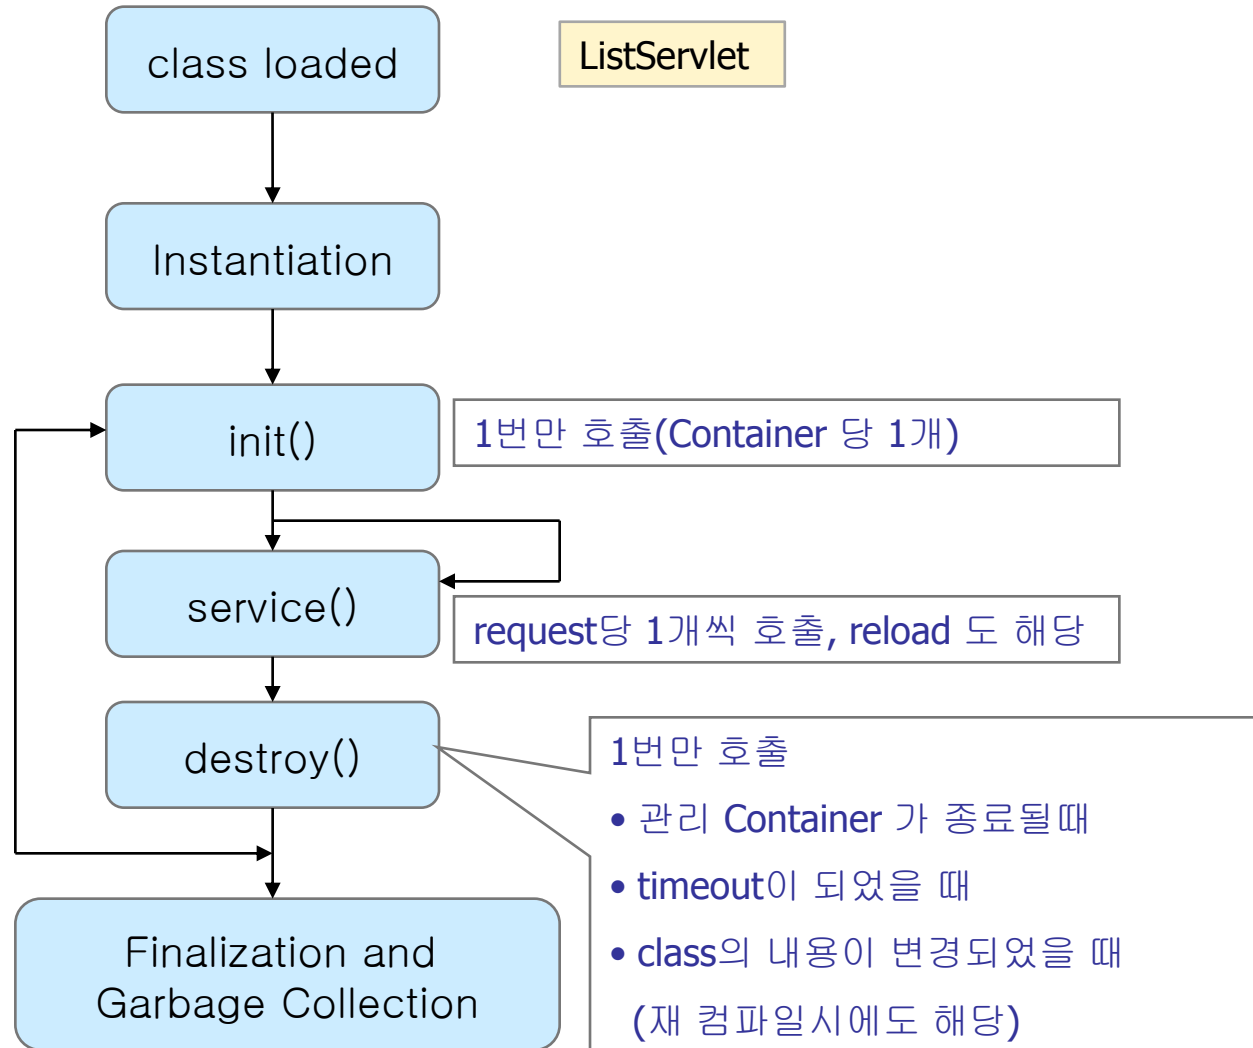 class loaded
ListServlet
Instantiation
init()
1번만 호출(Container 당 1개)
service()
request당 1개씩 호출, reload 도 해당
destroy()
1번만 호출
• 관리 Container 가 종료될때
• timeout이 되었을 때
• class의 내용이 변경되었을 때
(재 컴파일시에도 해당)
Finalization and
Garbage Collection